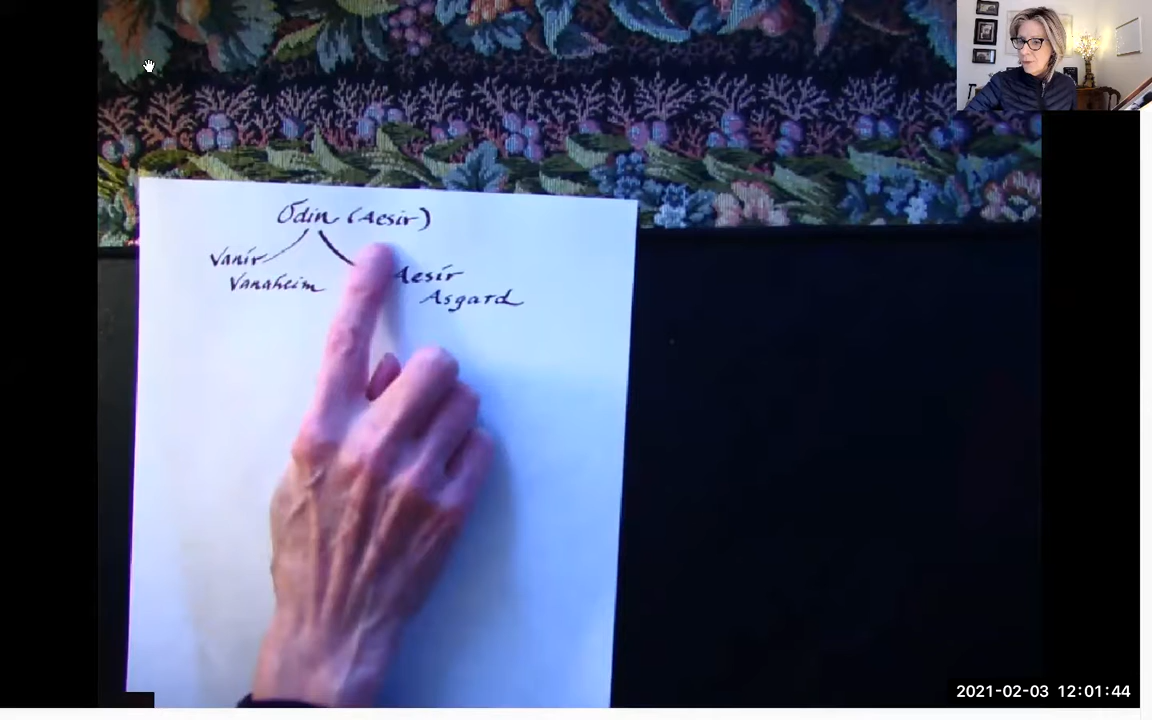 Odin (Aesir)
Vanir
Vanaheim
Aesir
Asgard
2021-02-03 12:01:44